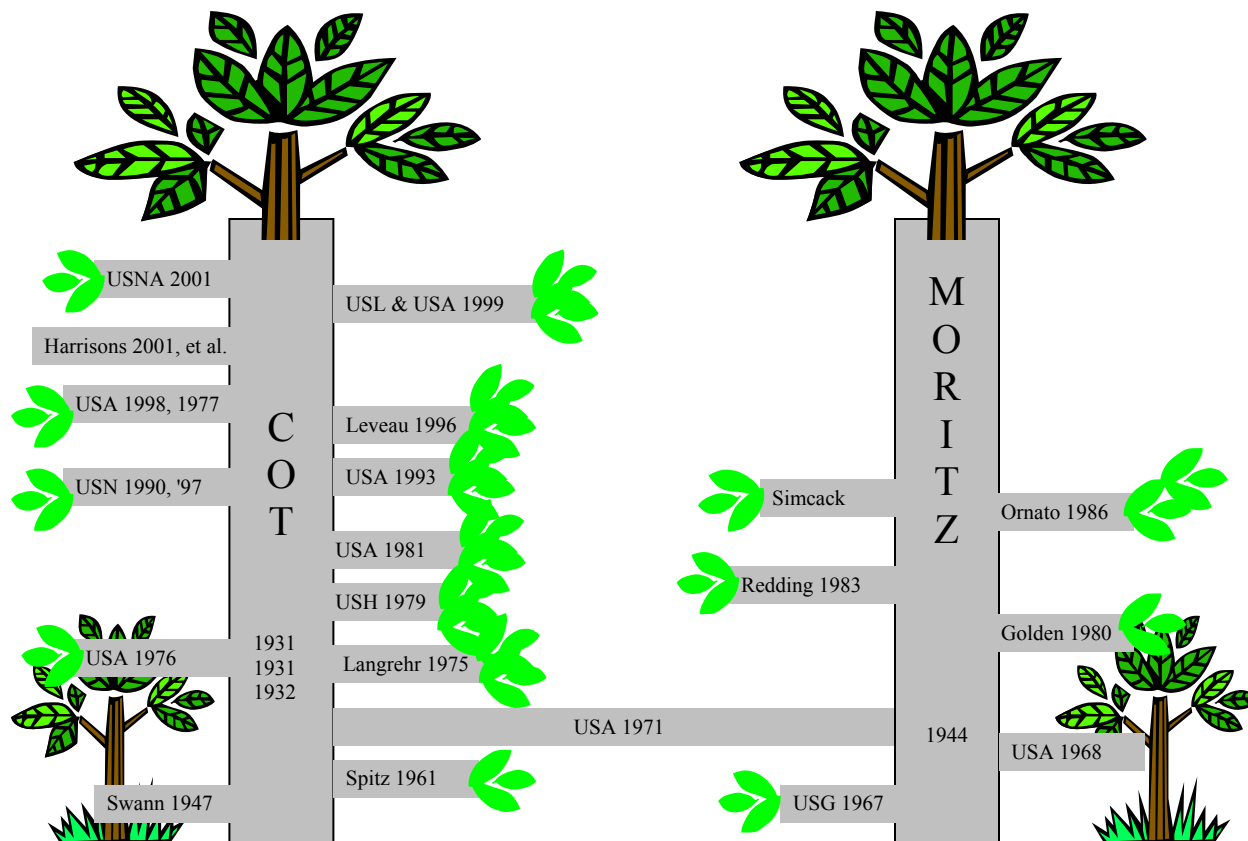 USNA 2001
USL & USA 1999
Harrisons 2001, et al.
USA 1998, 1977
Leveau 1996
USN 1990, '97
USA 1993
USA 1981
USH 1979
USA 1976
Langrehr 1975
Spitz 1961
Swann 1947
C
O
T
1931
1931
1932
USA 1971
M
O
R
I
T
Z
1944
Simcack
Ornato 1986
Redding 1983
Golden 1980
USA 1968
USG 1967